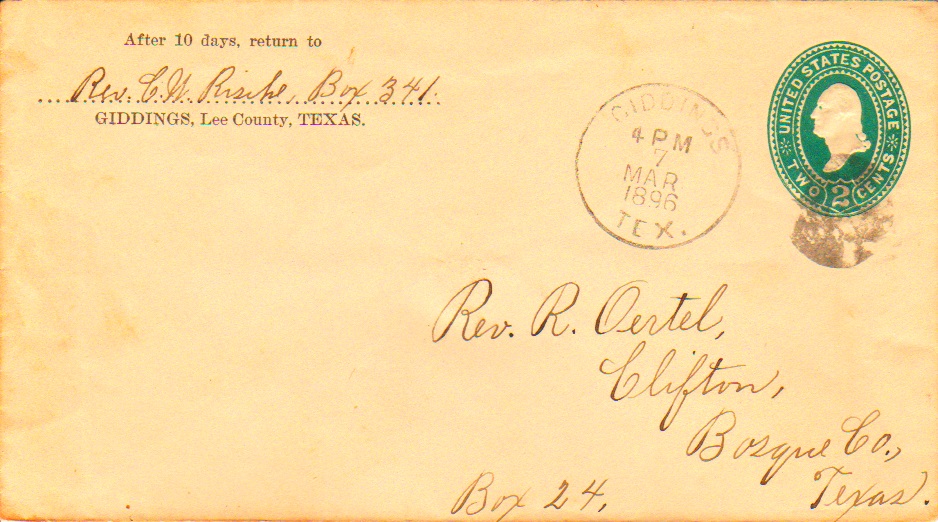 After 10 days, return to
Rev. C. W. Rische, Box 341.
GIDDINGS, Lee County, TEXAS.
GIDDINGS
4 PM
7
MAR
1896
TEX.
UNITED STATES POSTAGE
TWO 2 CENTS
Rev. R. Oertel,
Clifton,
Bosque Co.,
Box 24, Texas.